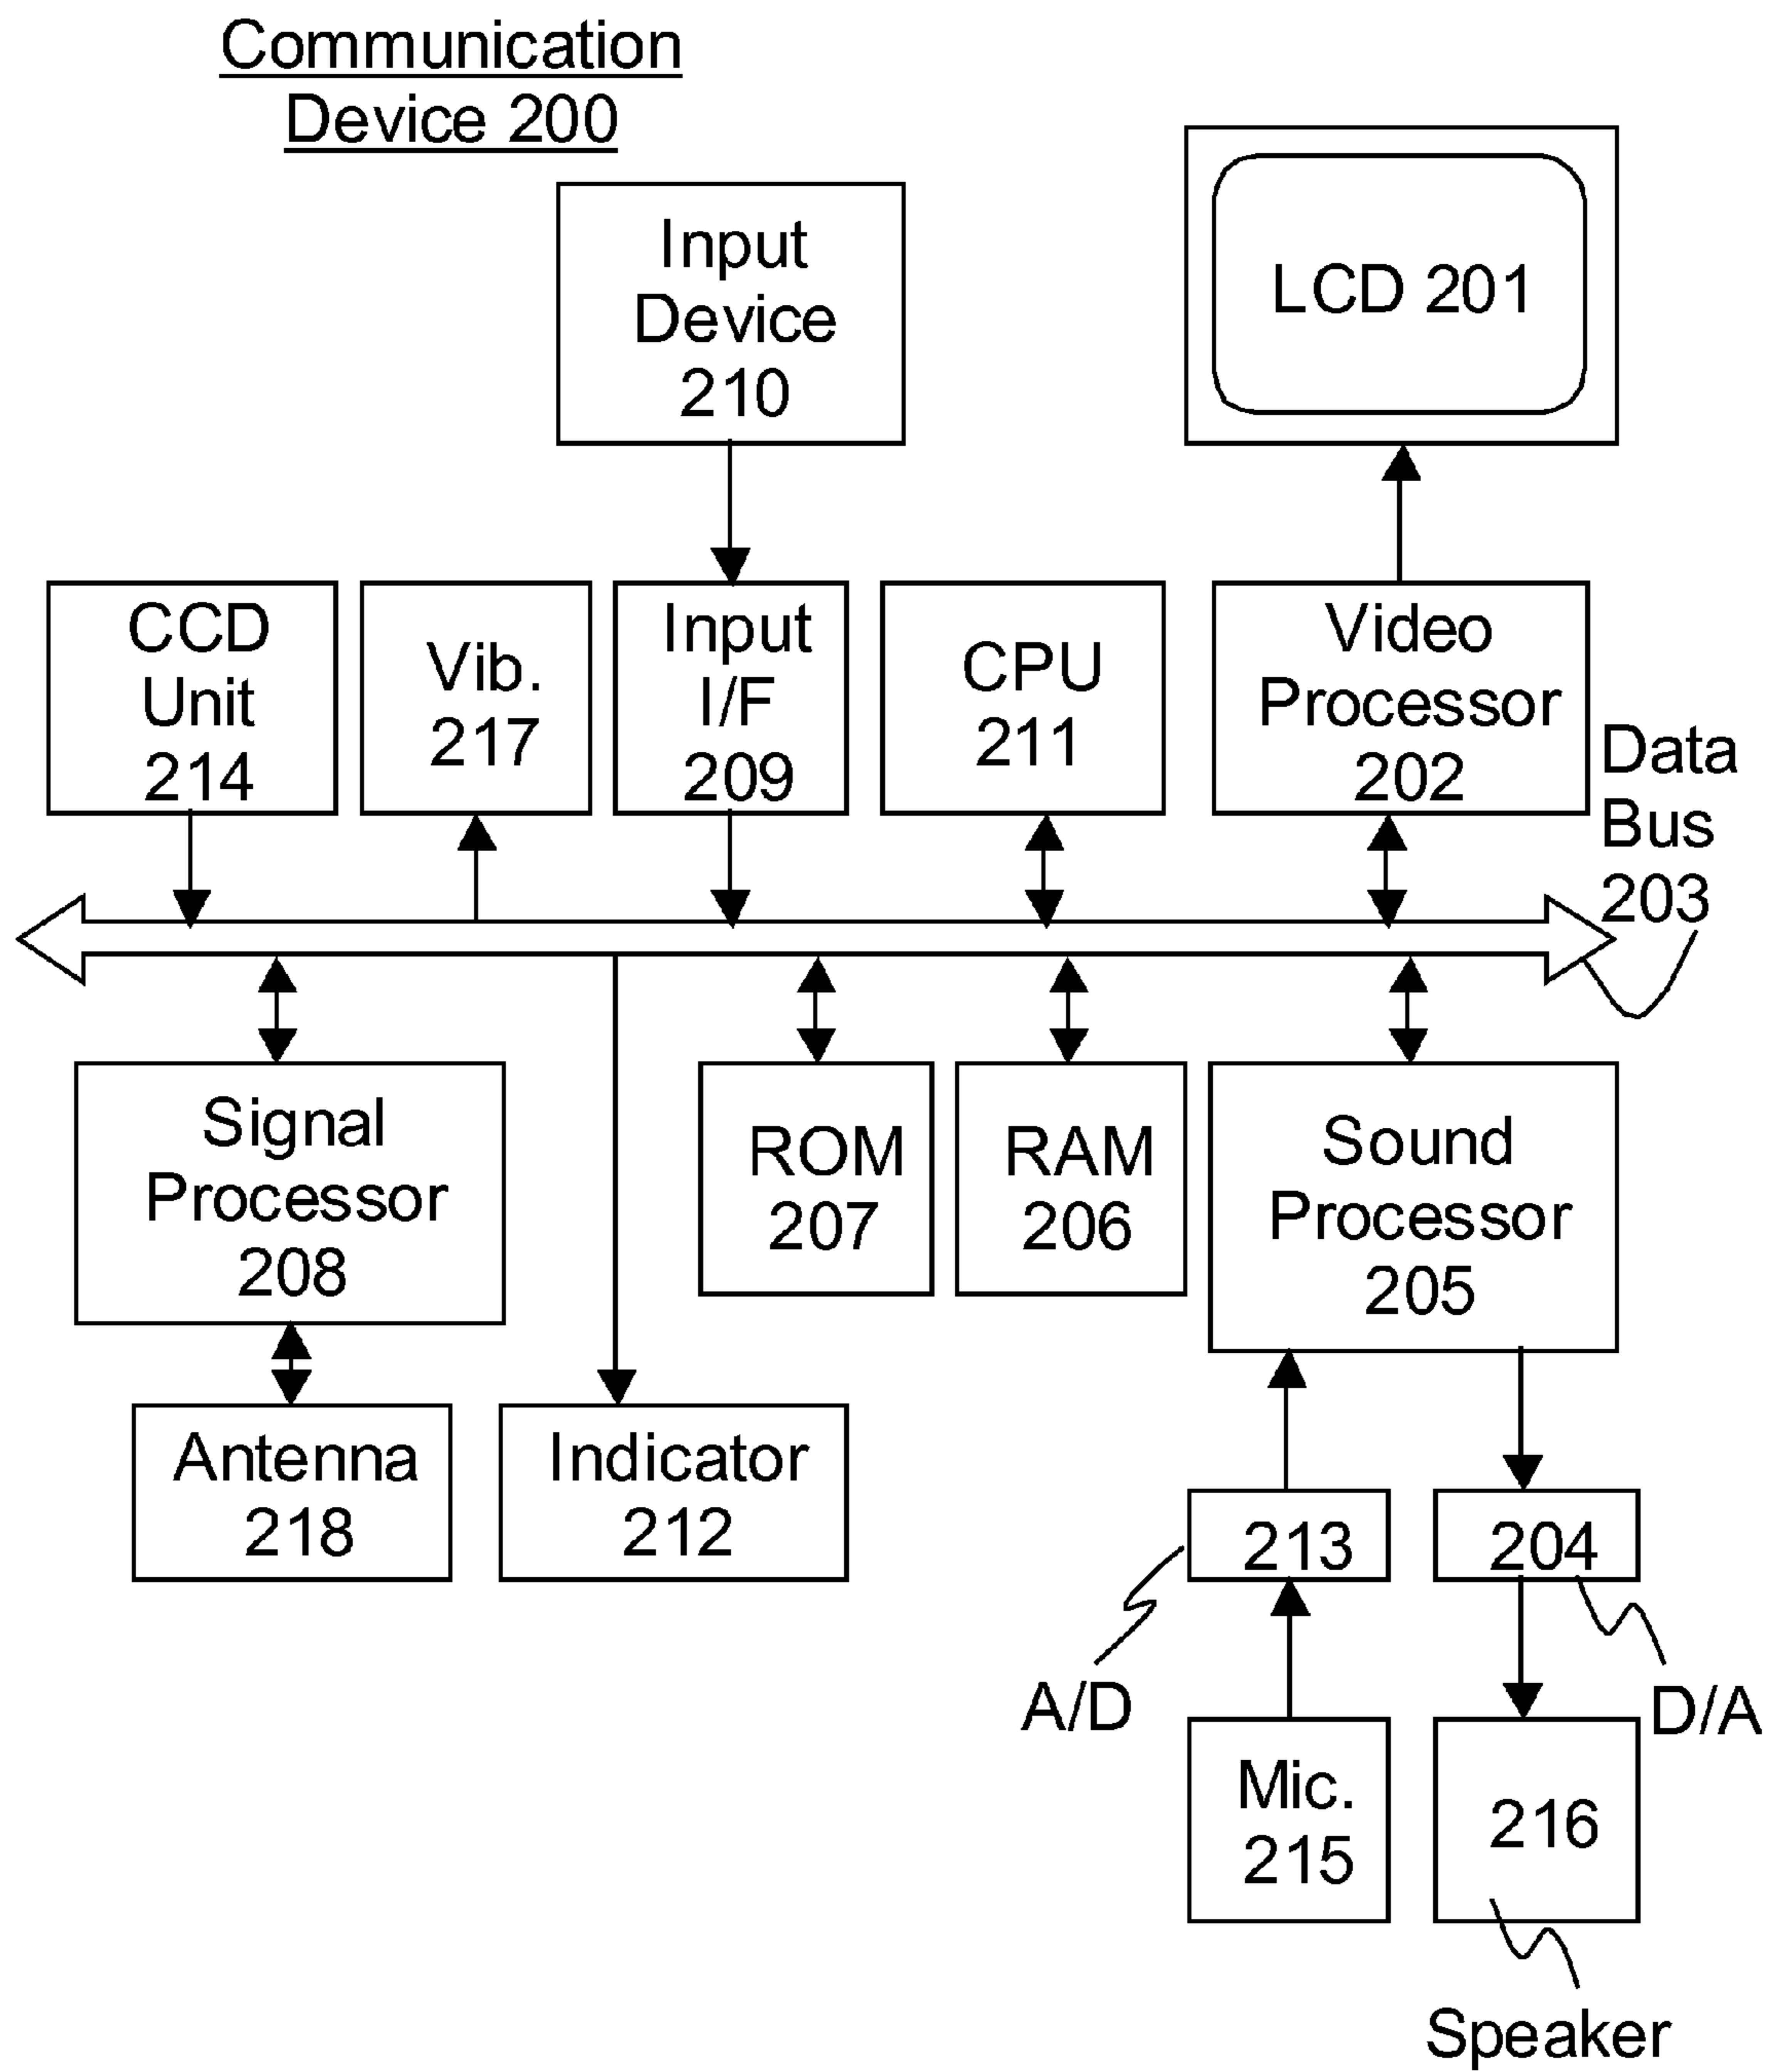 Communication
Device 200
Input
Device
210
LCD 201
CCD
Unit
214
Vib.
217
Input
I/F
209
CPU
211
Video
Processor
202
Data
Bus
203
Signal
Processor
208
ROM
207
RAM
206
Sound
Processor
205
Antenna
218
Indicator
212
213
204
A/D
D/A
Mic.
215
216
Speaker